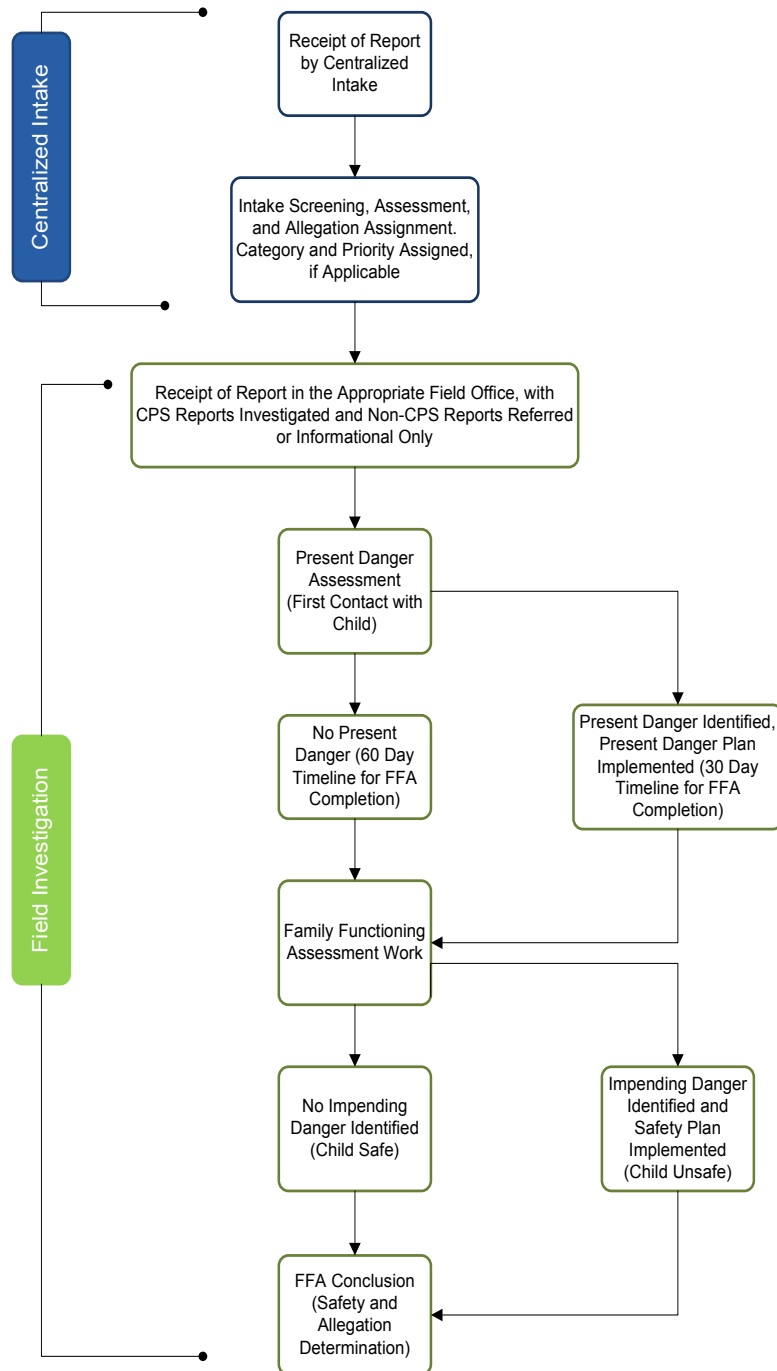 Centralized Intake
Receipt of Report
by Centralized
Intake
Intake Screening, Assessment,
and Allegation Assignment.
Category and Priority Assigned,
if Applicable
Field Investigation
Receipt of Report in the Appropriate Field Office, with
CPS Reports Investigated and Non-CPS Reports Referred
or Informational Only
Present Danger
Assessment
(First Contact with
Child)
No Present
Danger (60 Day
Timeline for FFA
Completion)
Present Danger Identified,
Present Danger Plan
Implemented (30 Day
Timeline for FFA
Completion)
Family Functioning
Assessment Work
No Impending
Danger Identified
(Child Safe)
Impending Danger
Identified and
Safety Plan
Implemented
(Child Unsafe)
FFA Conclusion
(Safety and
Allegation
Determination)